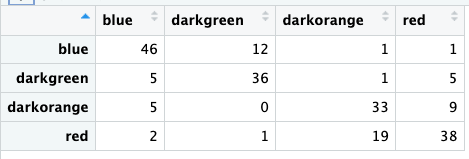 blue darkgreen darkorange red
blue 46 12 1 1
darkgreen 5 36 1 5
darkorange 5 0 33 9
red 2 1 19 38